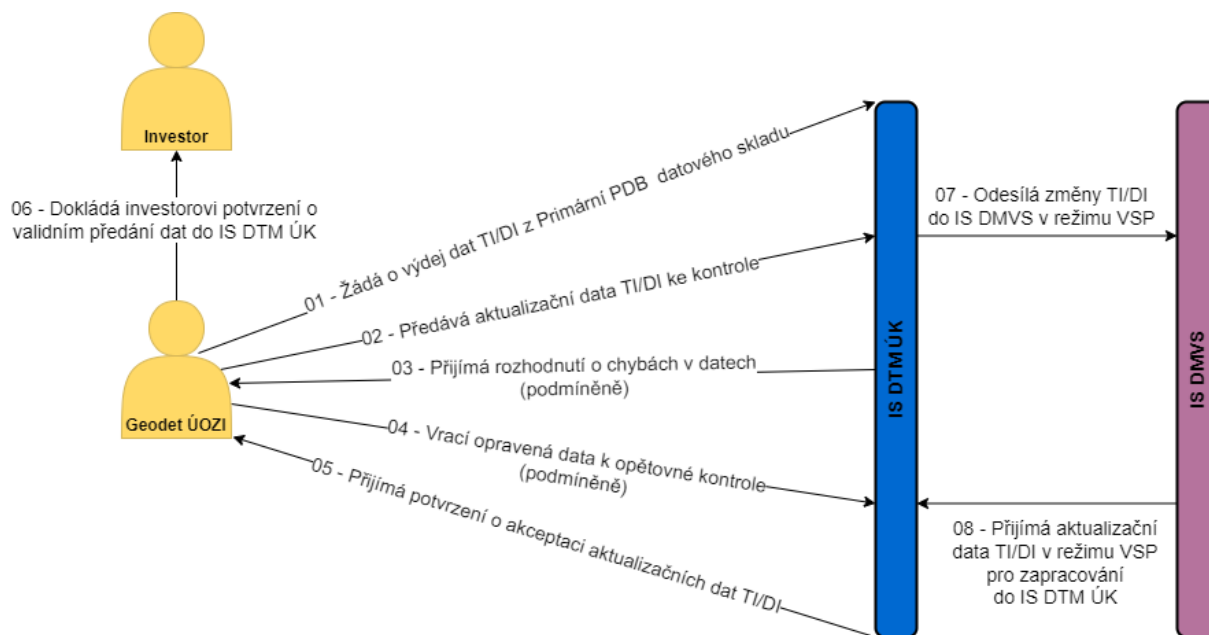 Investor
06 - Dokládá investorovi potvrzení o
validním předání dat do IS DTM ÚK
Geodet ÚOZI
01 - Žádá o výdej dat TI/DI z Primární PDB datového skladu
02 - Předává aktualizační data TI/DI ke kontrole
03 - Přijímá rozhodnutí o chybách v datech
(podmíněně)
04 - Vrací opravená data k opětovné kontrole
(podmíněně)
05 - Přijímá potvrzení o akceptaci aktualizačních dat TI/DI
IS DTMÚK
07 - Odesílá změny TI/DI
do IS DMVS v režimu VSP
08 - Přijímá aktualizační
data TI/DI v režimu VSP
pro zapracování
do IS DTM ÚK
IS DMVS